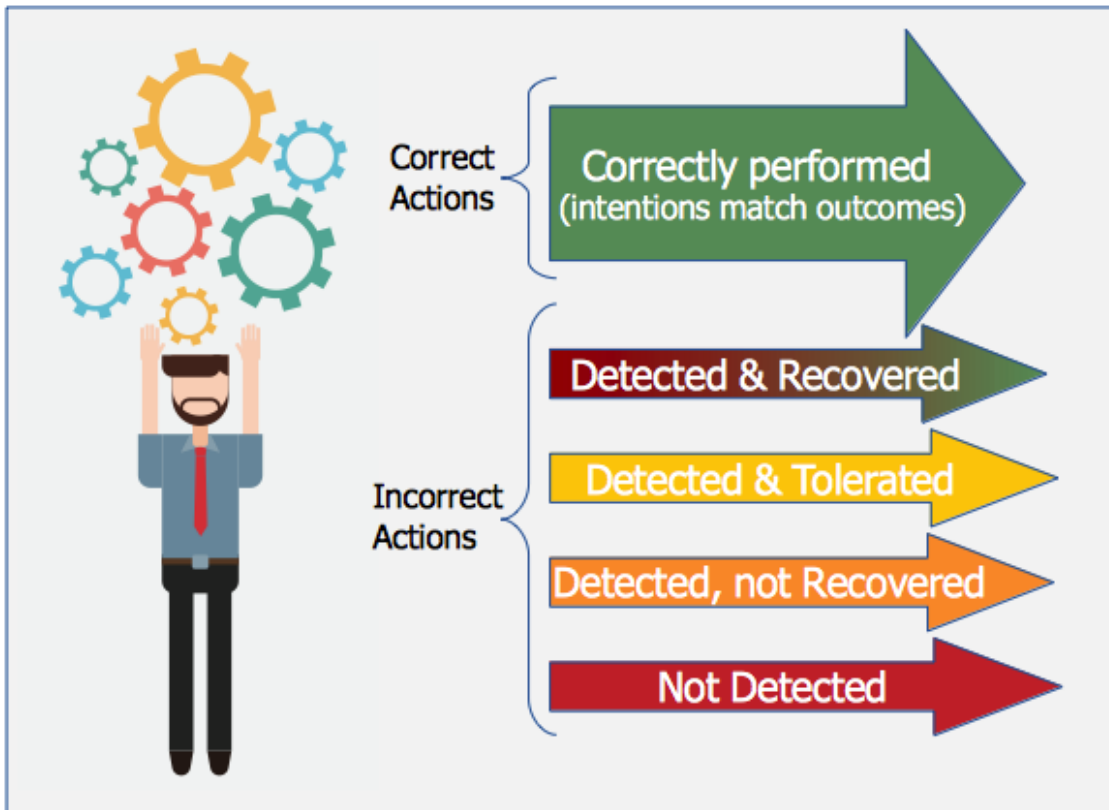 Correct
Actions
Correctly performed
(intentions match outcomes)
Incorrect
Actions
Detected & Recovered
Detected & Tolerated
Detected, not Recovered
Not Detected